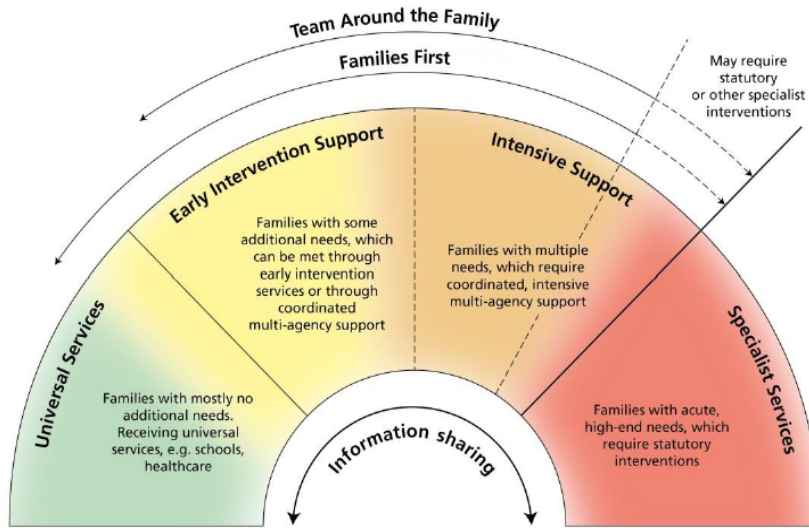 Team Around the Family
Families First
May require
statutory
or other specialist
interventions
Early Intervention Support
Intensive Support
Families with some
additional needs, which
can be met through
early intervention
services or through
coordinated
multi-agency support
Families with multiple
needs, which require
coordinated, intensive
multi-agency support
Universal Services
Specialist Services
Families with mostly no
additional needs.
Receiving universal
services, e.g. schools,
healthcare
Families with acute,
high-end needs, which
require statutory
interventions
Information sharing